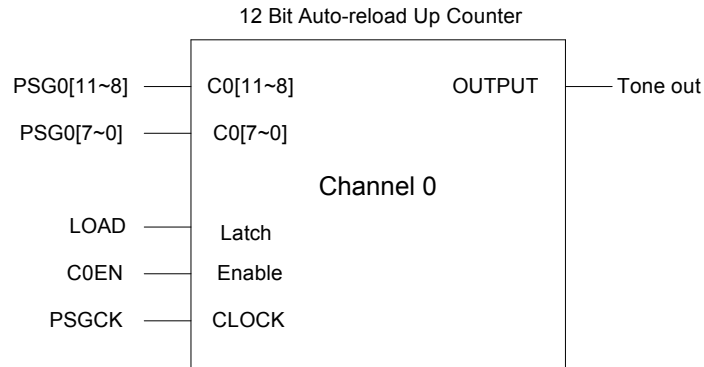 12 Bit Auto-reload Up Counter
PSG0[11~8] C0[11~8] OUTPUT Tone out
PSG0[7~0] C0[7~0]
Channel 0
LOAD Latch
C0EN Enable
PSGCK CLOCK